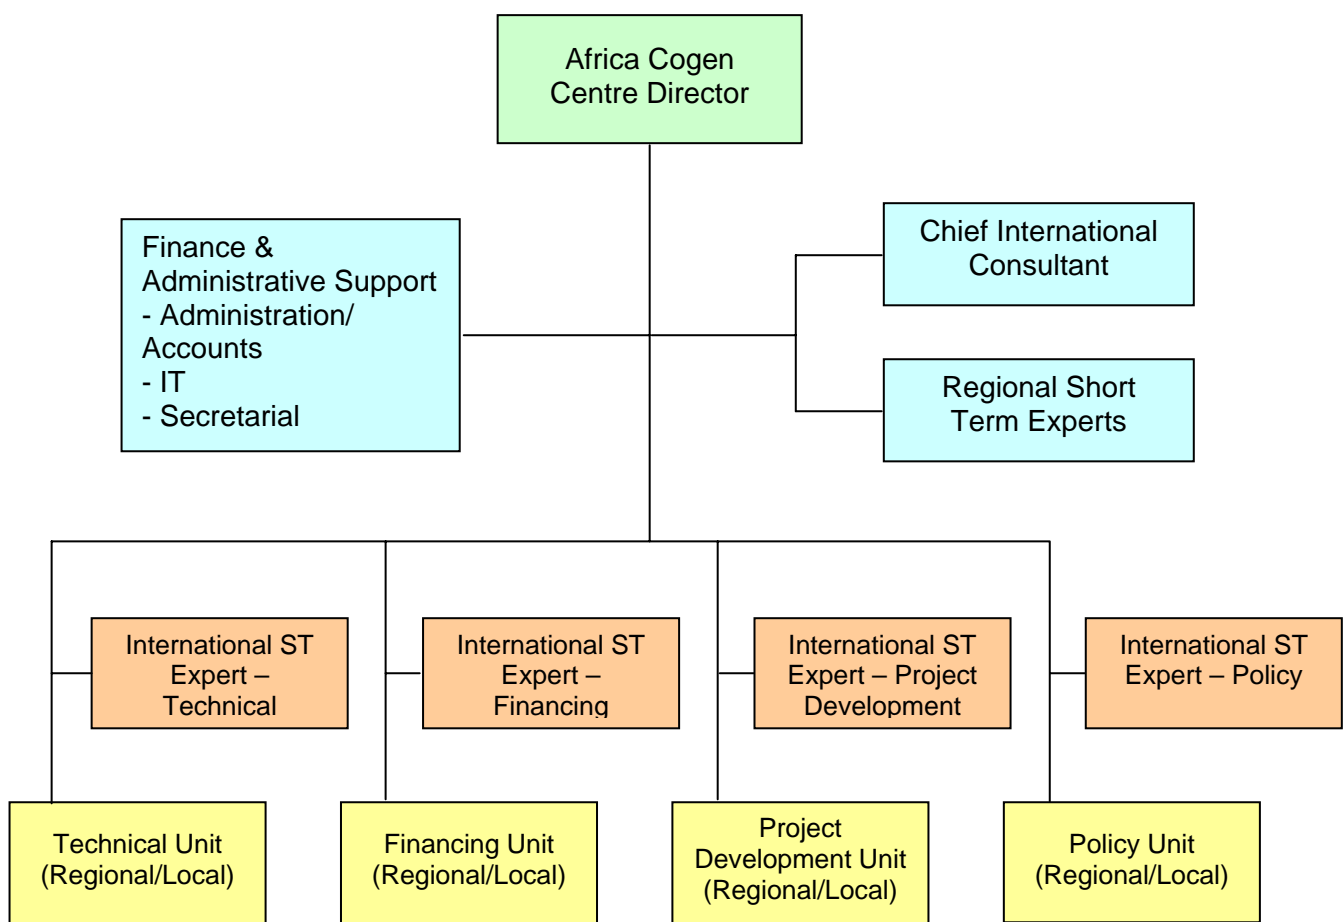 Africa Cogen
Centre Director
Finance &
Administrative Support
- Administration/
Accounts
- IT
- Secretarial
Chief International
Consultant
Regional Short
Term Experts
International ST
Expert –
Technical
International ST
Expert –
Financing
International ST
Expert – Project
Development
International ST
Expert – Policy
Technical Unit
(Regional/Local)
Financing Unit
(Regional/Local)
Project
Development Unit
(Regional/Local)
Policy Unit
(Regional/Local)